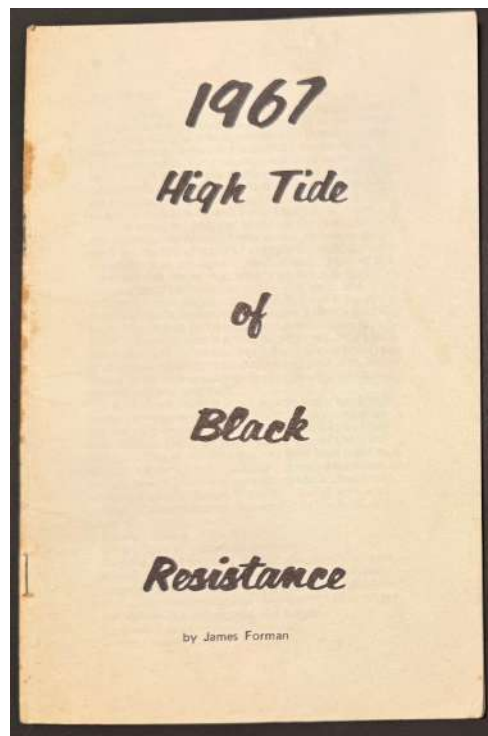 1967
High Tide
of
Black
Resistance
by James Forman